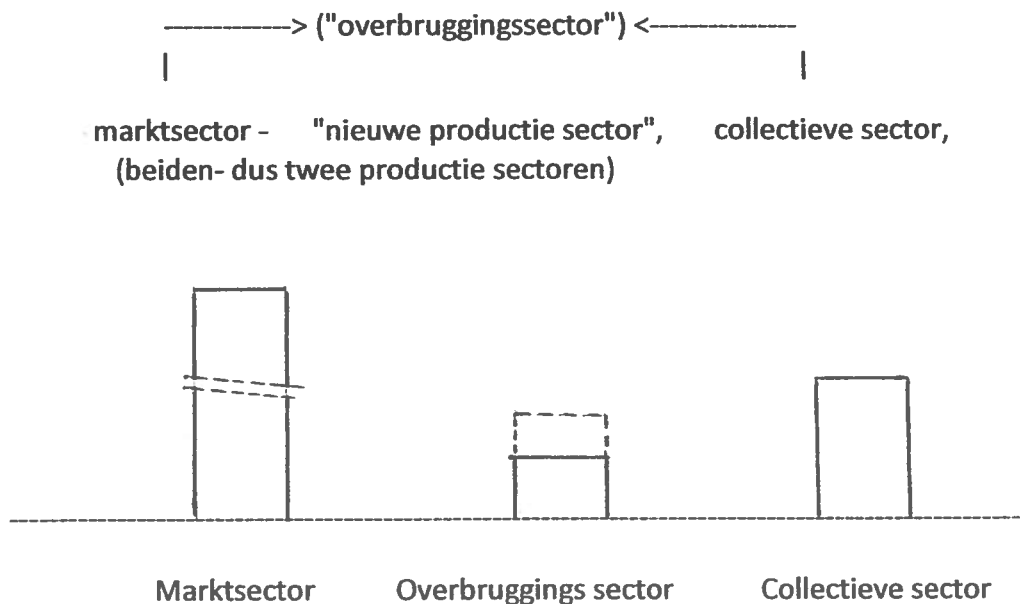 -------------> ("overbruggingssector") <----------------
| |
marktsector - "nieuwe productie sector", collectieve sector,
(beiden- dus twee productie sectoren)
Marktsector Overbruggings sector Collectieve sector